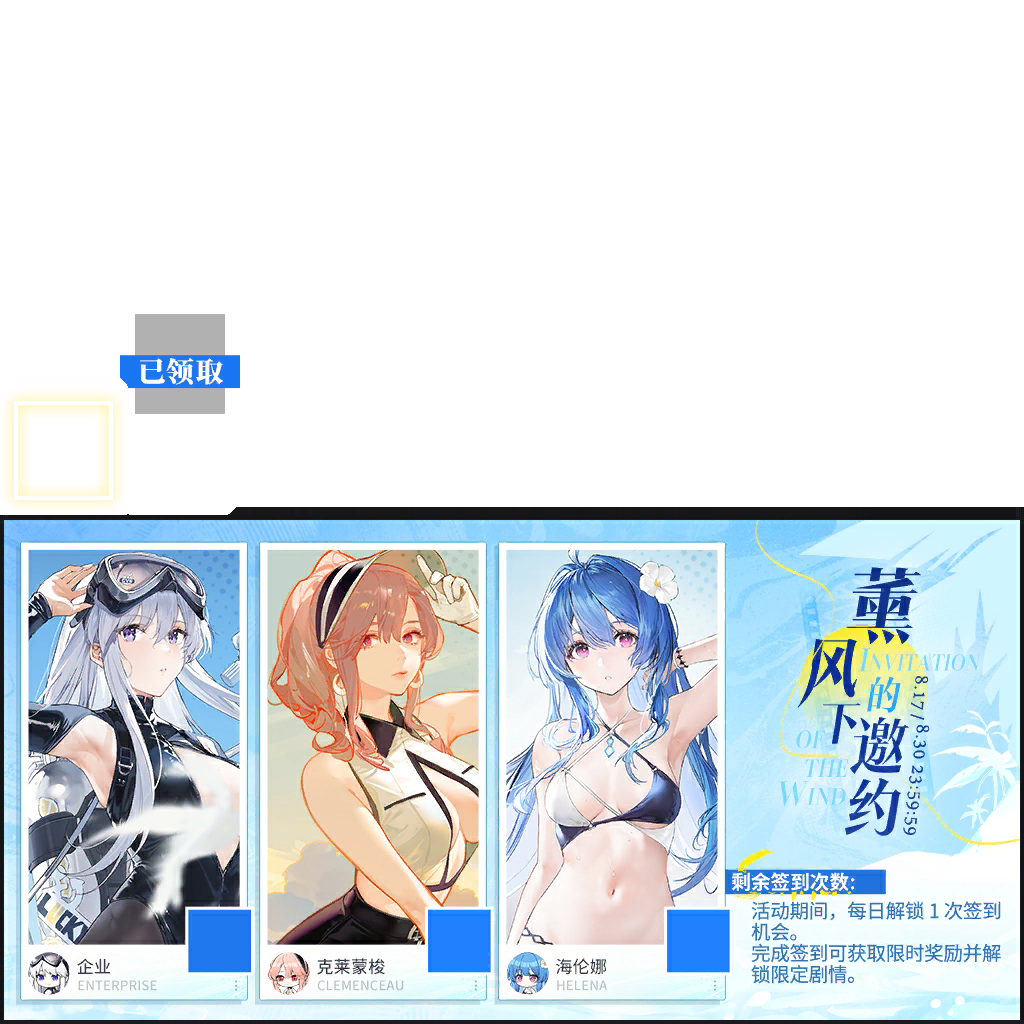 已领取
企业
ENTERPRISE
克莱蒙梭
CLEMENCEAU
海伦娜
HELENA
薰风下的邀约
INVITATION
OF
THE
WIND
8.17/8.30 23:59:59
剩余签到次数:
活动期间，每日解锁 1 次签到
机会。
完成签到可获取限时奖励并解
锁限定剧情。